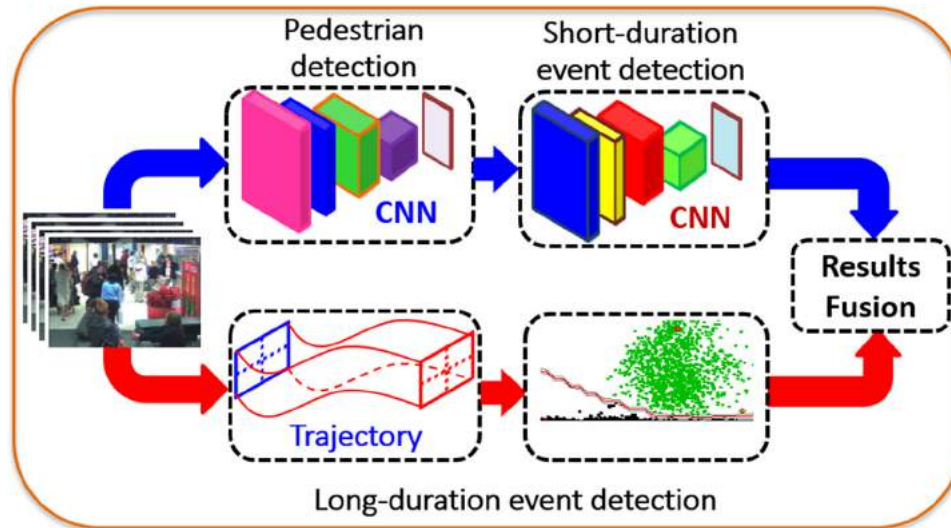 Pedestrian
detection
Short-duration
event detection
CNN
CNN
Results
Fusion
Trajectory
Long-duration event detection